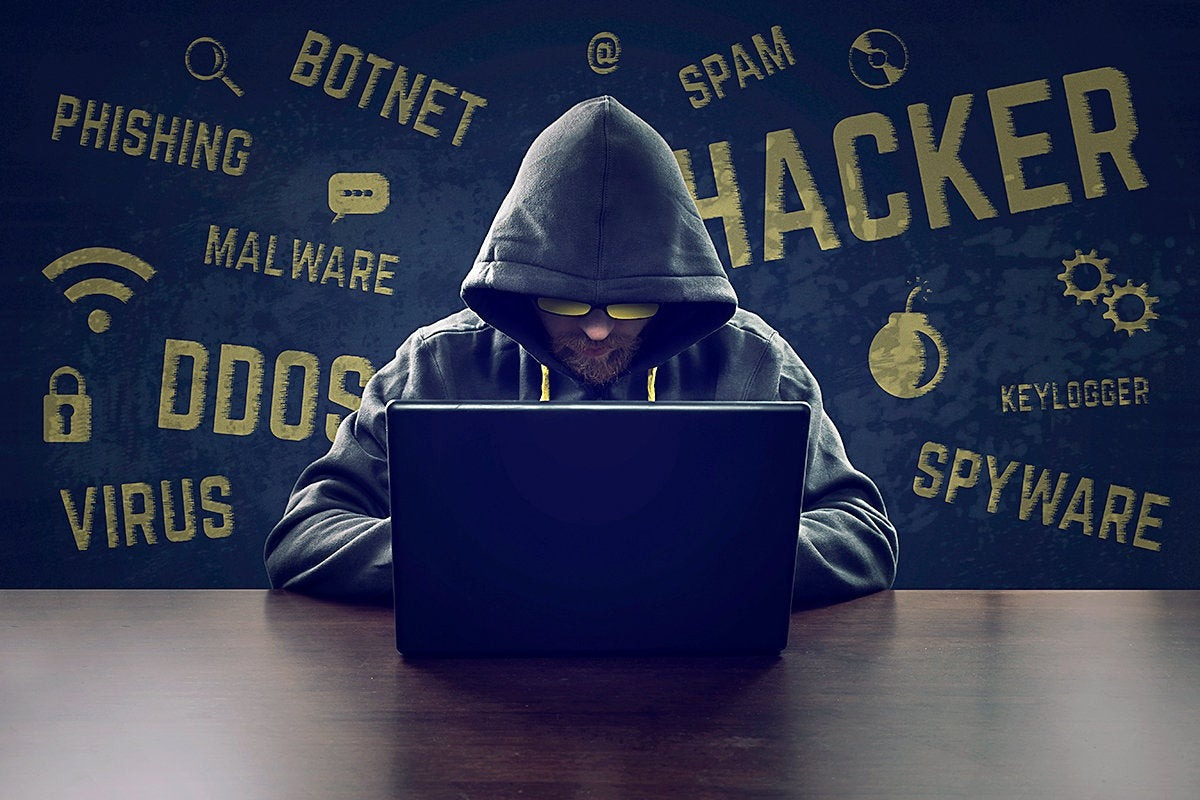 BOTNET
@
SPAM
PHISHING
HACKER
MALWARE
DDOS
KEYLOGGER
VIRUS
SPYWARE